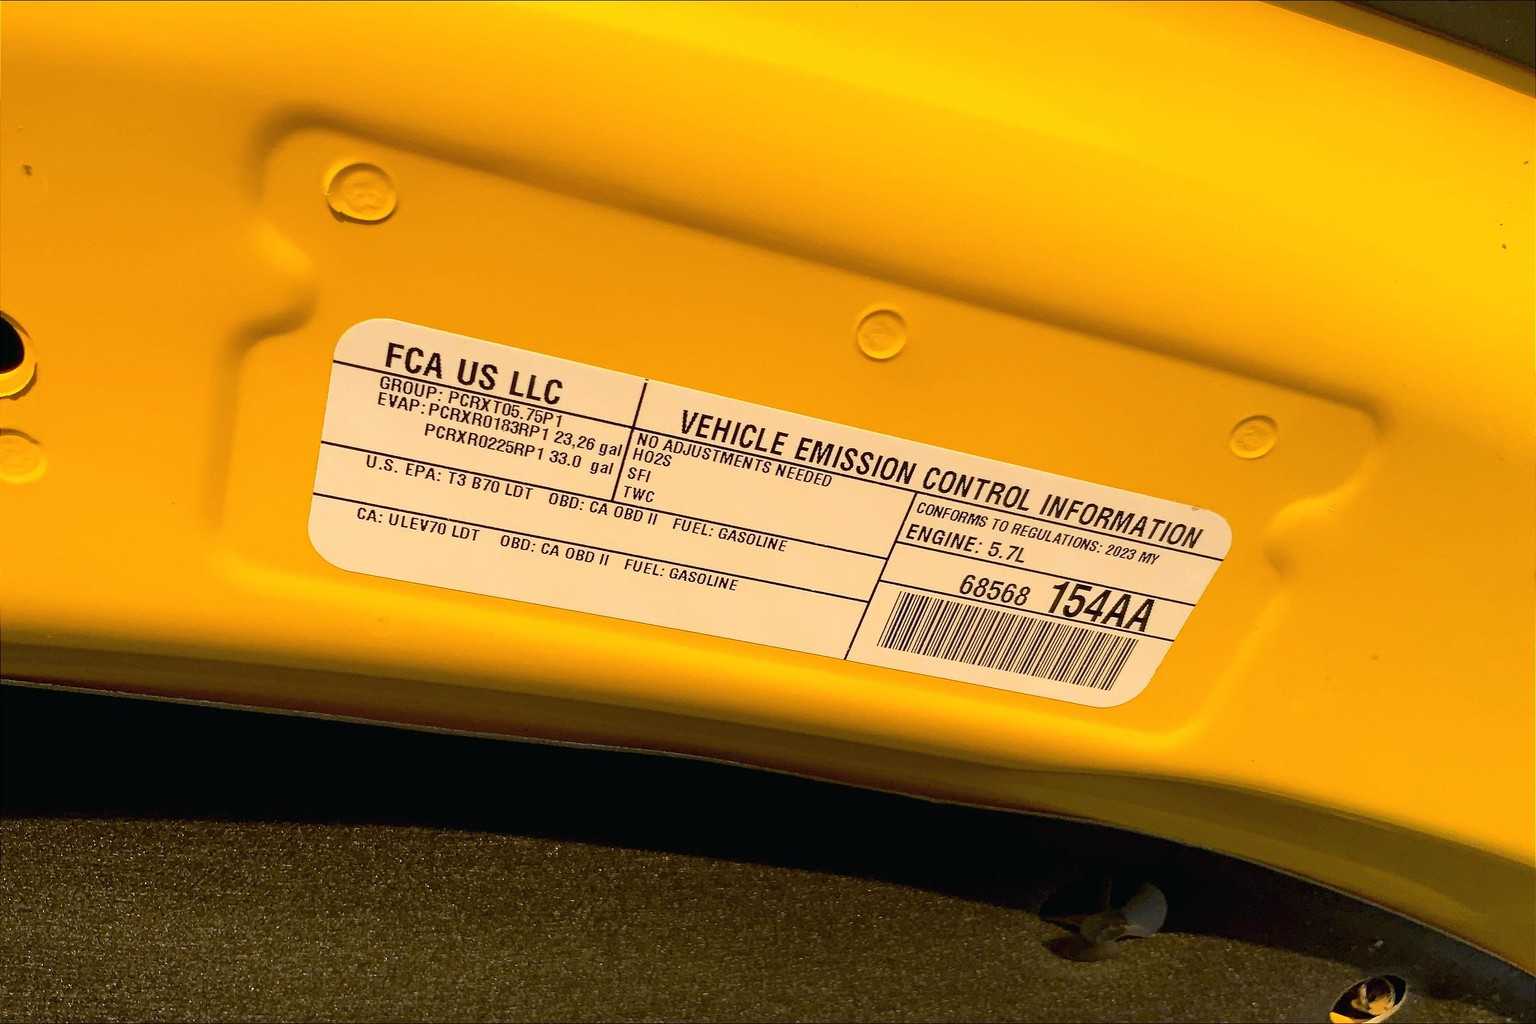 FCA US LLC
GROUP: PCRXT05.75P1
EVAP: PCRXR0183RP1 23,26 gal
PCRXR0225RP1 33.0 gal
VEHICLE EMISSION CONTROL INFORMATION
NO ADJUSTMENTS NEEDED
HO2S
SFI
TWC
CONFORMS TO REGULATIONS: 2023 MY
ENGINE: 5.7L
U.S. EPA: T3 B70 LDT OBD: CA OBD II FUEL: GASOLINE
CA: ULEV70 LDT OBD: CA OBD II FUEL: GASOLINE
68568 154AA